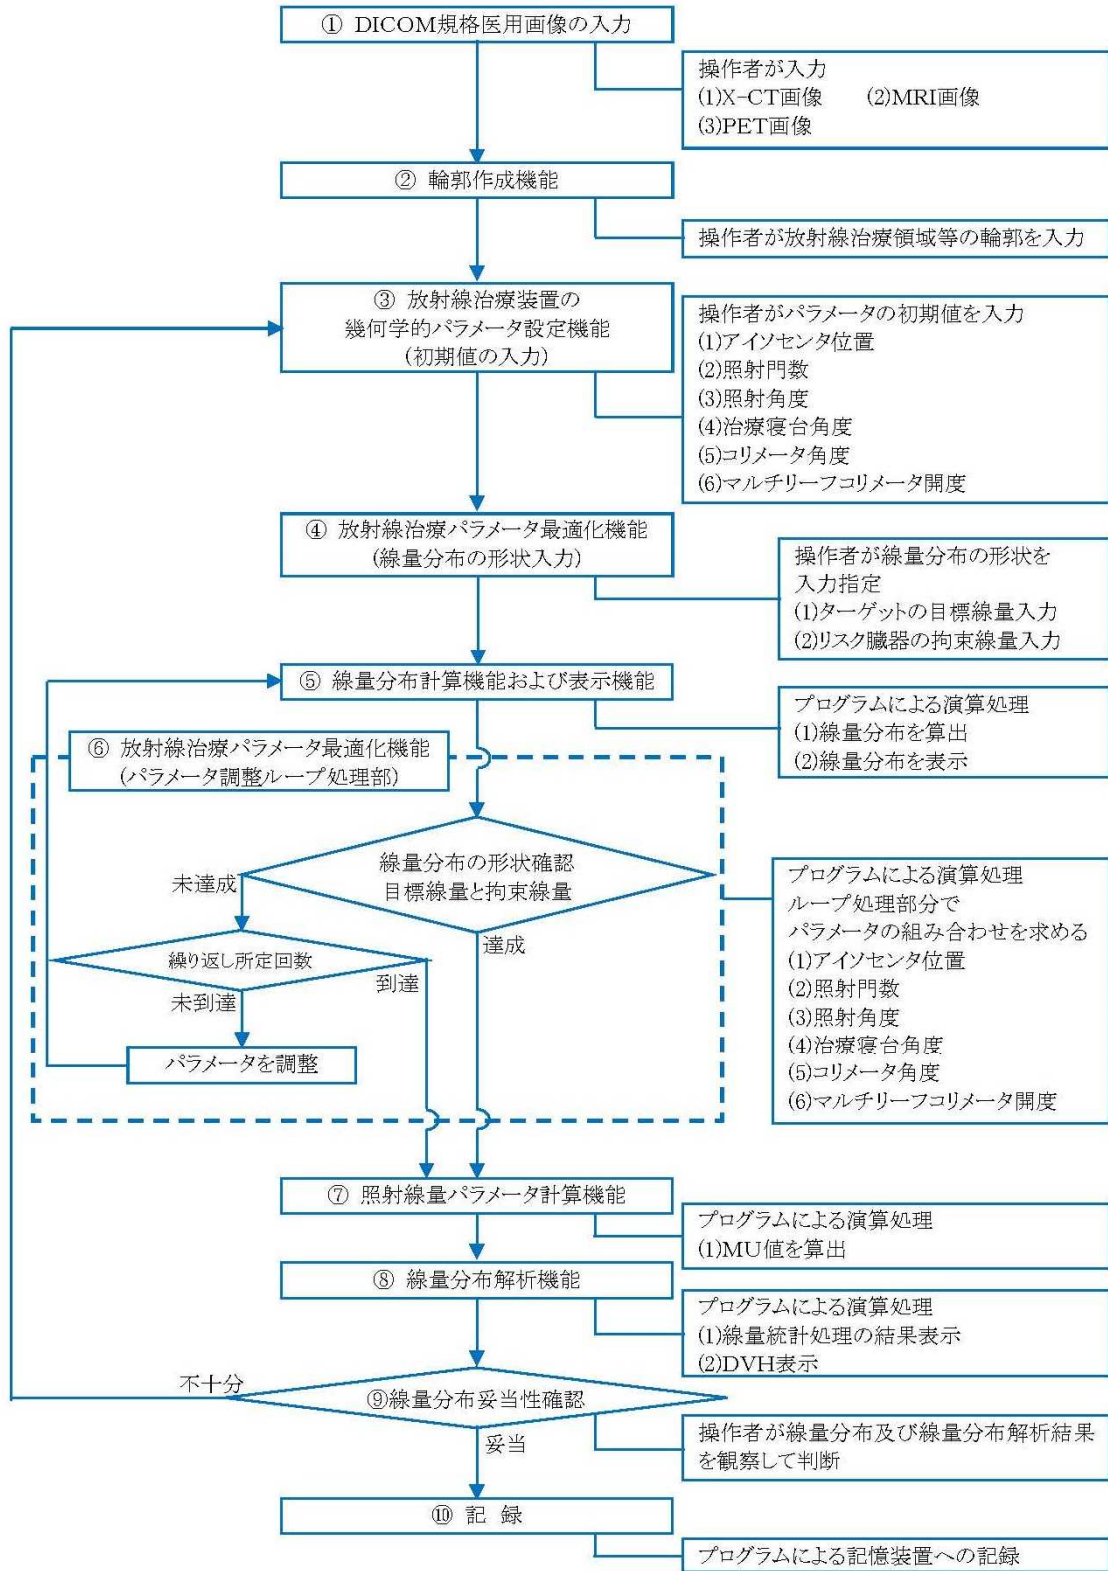 ① DICOM規格医用画像の入力
操作者が入力
(1)X-CT画像 (2)MRI画像
(3)PET画像
② 輪郭作成機能
操作者が放射線治療領域等の輪郭を入力
③ 放射線治療装置の
幾何学的パラメータ設定機能
(初期値の入力)
操作者がパラメータの初期値を入力
(1)アイソセンタ位置
(2)照射門数
(3)照射角度
(4)治療寝台角度
(5)コリメータ角度
(6)マルチリーフコリメータ開度
④ 放射線治療パラメータ最適化機能
(線量分布の形状入力)
操作者が線量分布の形状を
入力指定
(1)ターゲットの目標線量入力
(2)リスク臓器の拘束線量入力
⑤ 線量分布計算機能および表示機能
プログラムによる演算処理
(1)線量分布を算出
(2)線量分布を表示
⑥ 放射線治療パラメータ最適化機能
(パラメータ調整ループ処理部)
線量分布の形状確認
目標線量と拘束線量
未達成
達成
繰り返し所定回数
到達
未到達
パラメータを調整
プログラムによる演算処理
ループ処理部分で
パラメータの組み合わせを求める
(1)アイソセンタ位置
(2)照射門数
(3)照射角度
(4)治療寝台角度
(5)コリメータ角度
(6)マルチリーフコリメータ開度
⑦ 照射線量パラメータ計算機能
プログラムによる演算処理
(1)MU値を算出
⑧ 線量分布解析機能
プログラムによる演算処理
(1)線量統計処理の結果表示
(2)DVH表示
不十分
⑨線量分布妥当性確認
妥当
操作者が線量分布及び線量分布解析結果
を観察して判断
⑩ 記 録
プログラムによる記憶装置への記録